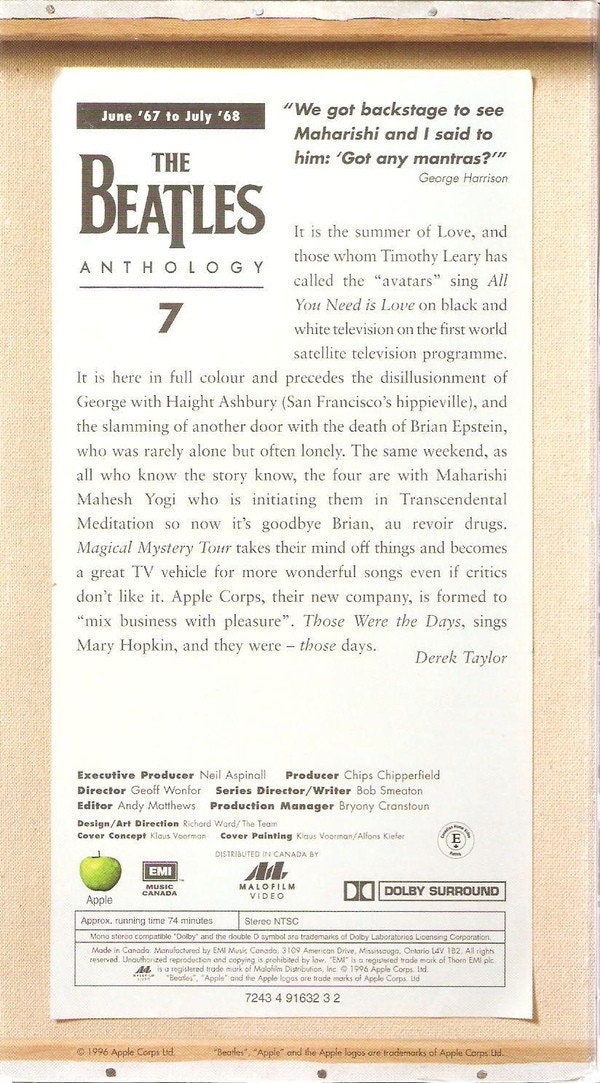 June '67 to July '68
THE
BEATLES
ANTHOLOGY
7
"We got backstage to see
Maharishi and I said to
him: 'Got any mantras?'"
George Harrison
It is the summer of Love, and
those whom Timothy Leary has
called the "avatars" sing All
You Need is Love on black and
white television on the first world
satellite television programme.
It is here in full colour and precedes the disillusionment of
George with Haight Ashbury (San Francisco's hippieville), and
the slamming of another door with the death of Brian Epstein,
who was rarely alone but often lonely. The same weekend, as
all who know the story know, the four are with Maharishi
Mahesh Yogi who is initiating them in Transcendental
Meditation so now it's goodbye Brian, au revoir drugs.
Magical Mystery Tour takes their mind off things and becomes
a great TV vehicle for more wonderful songs even if critics
don't like it. Apple Corps, their new company, is formed to
"mix business with pleasure". Those Were the Days, sings
Mary Hopkin, and they were – those days.
Derek Taylor
Executive Producer Neil Aspinall Producer Chips Chipperfield
Director Geoff Wonfor Series Director/Writer Bob Smeaton
Editor Andy Matthews Production Manager Bryony Cranstoun
Design/Art Direction Richard Ward/The Team
Cover Concept Klaus Voorman Cover Painting Klaus Voorman/Alfons Kiefer
E
DISTRIBUTED IN CANADA BY
Apple
EMI
MUSIC
CANADA
MALOFILM
VIDEO
DOLBY SURROUND
Approx. running time 74 minutes
Stereo NTSC
Mono stereo compatible "Dolby" and the double D symbol are trademarks of Dolby Laboratories Licensing Corporation
Made in Canada. Manufactured by EMI Music Canada, 3109 American Drive, Mississauga, Ontario L4V 1B2. All rights
reserved. Unauthorized reproduction and copying is prohibited by law. "EMI" is a registered trade mark of Thorn EMI plc.
is a registered trade mark of Malofilm Distribution, Inc. © 1996 Apple Corps. Ltd.
"Beatles", "Apple" and the Apple logo are trade marks of Apple Corps. Ltd
7243 4 91632 3 2
© 1996 Apple Corps Ltd.
"Beatles", "Apple" and the Apple logos are trademarks of Apple Corps Ltd.